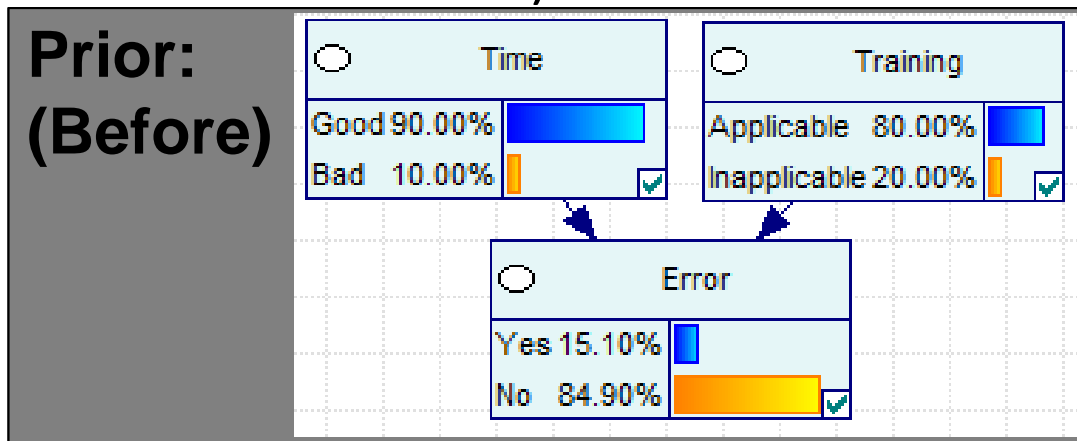 Prior:
(Before)
Time
Good 90.00%
Bad 10.00%
Training
Applicable 80.00%
Inapplicable 20.00%
Error
Yes 15.10%
No 84.90%